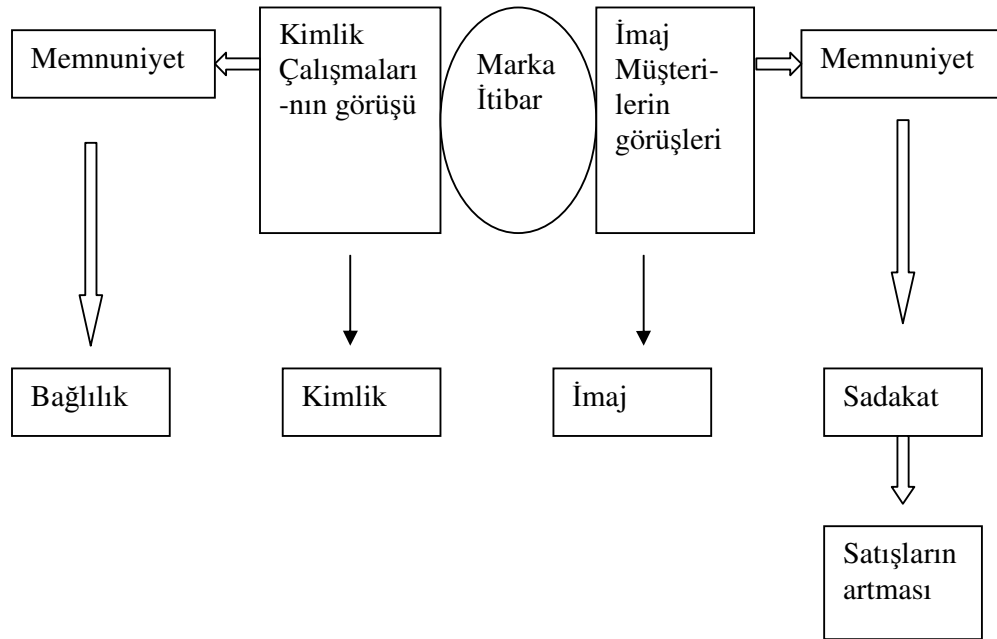 Memnuniyet
Kimlik
Çalışmaları
-nın görüşü
Marka
İtibar
İmaj
Müşteri-
lerin
görüşleri
Memnuniyet
Bağlılık
Kimlik
İmaj
Sadakat
Satışların
artması